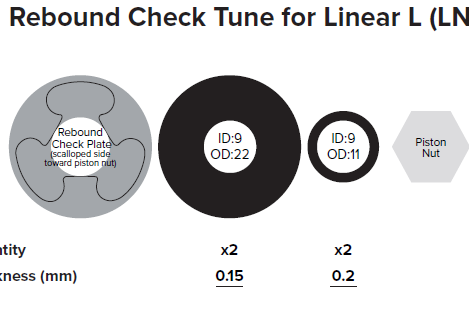 Rebound Check Tune for Linear L (LN
Rebound
Check Plate
(scalloped side
toward piston nut)
ID:9
OD:22
ID:9
OD:11
Piston
Nut
ntity x2 x2
kness (mm) 0.15 0.2